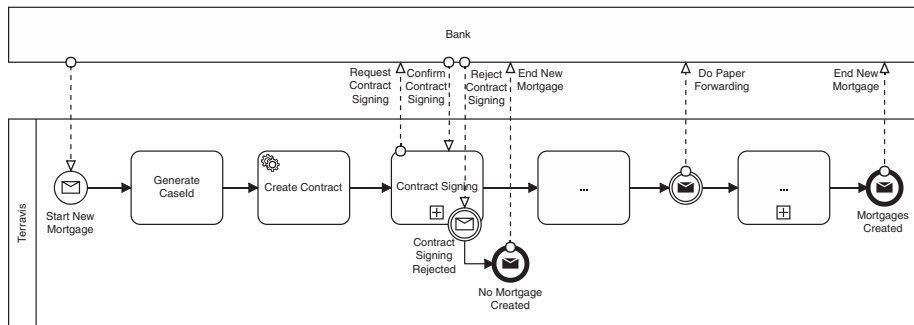 Bank
Request
Contract
Signing
Confirm
Contract
Signing
Reject
Contract
Signing
End New
Mortgage
Do Paper
Forwarding
End New
Mortgage
Terravis
Start New
Mortgage
Generate
CaseId
Create Contract
Contract Signing
Contract
Signing
Rejected
No Mortgage
Created
...
...
Mortgages
Created